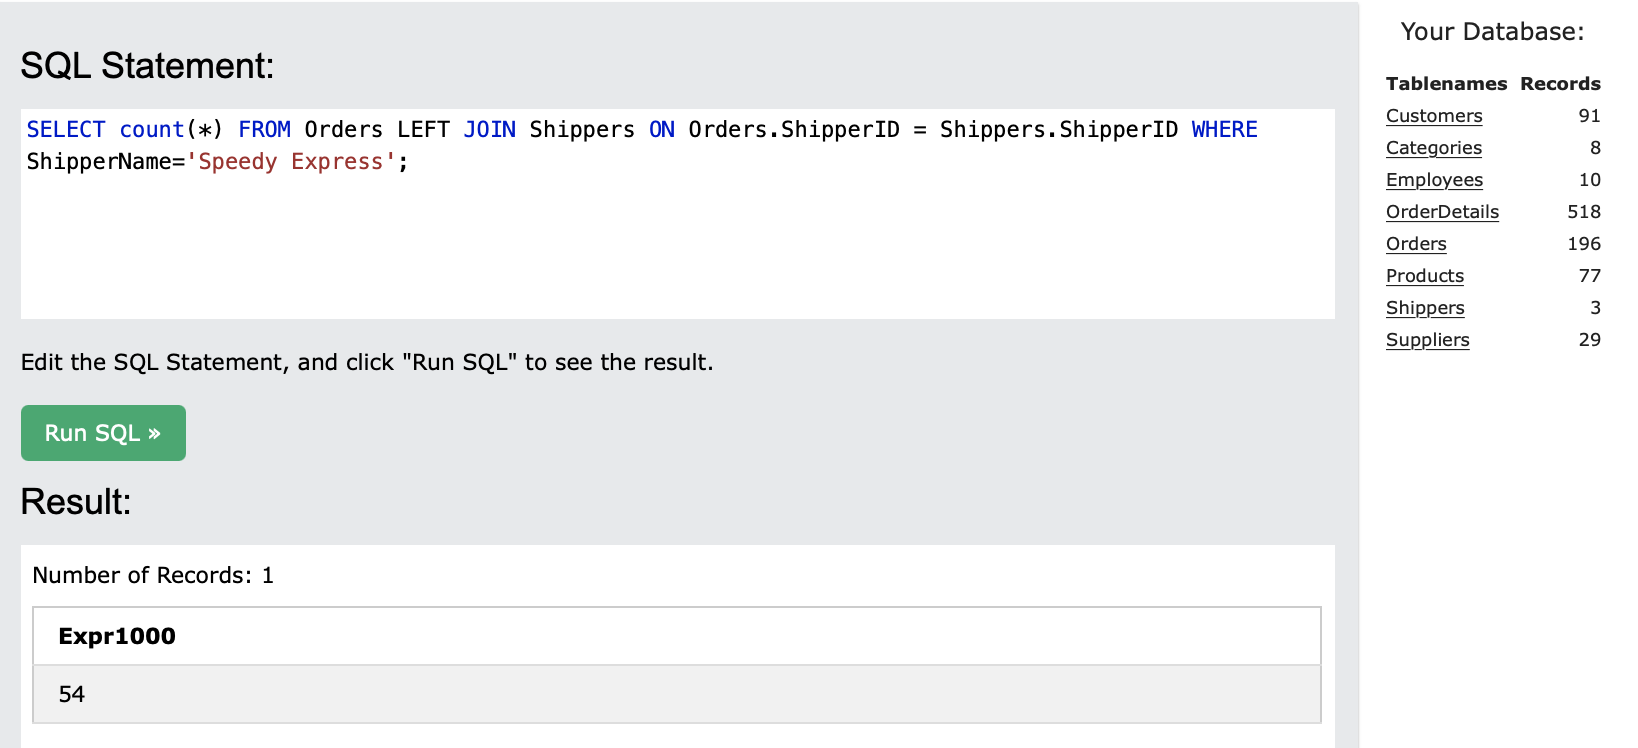 SQL Statement:
SELECT count(*) FROM Orders LEFT JOIN Shippers ON Orders.ShipperID = Shippers.ShipperID WHERE
ShipperName='Speedy Express';
Edit the SQL Statement, and click "Run SQL" to see the result.
Run SQL »
Result:
Number of Records: 1
Expr1000
54
Your Database:
Tablenames Records
Customers 91
Categories 8
Employees 10
OrderDetails 518
Orders 196
Products 77
Shippers 3
Suppliers 29